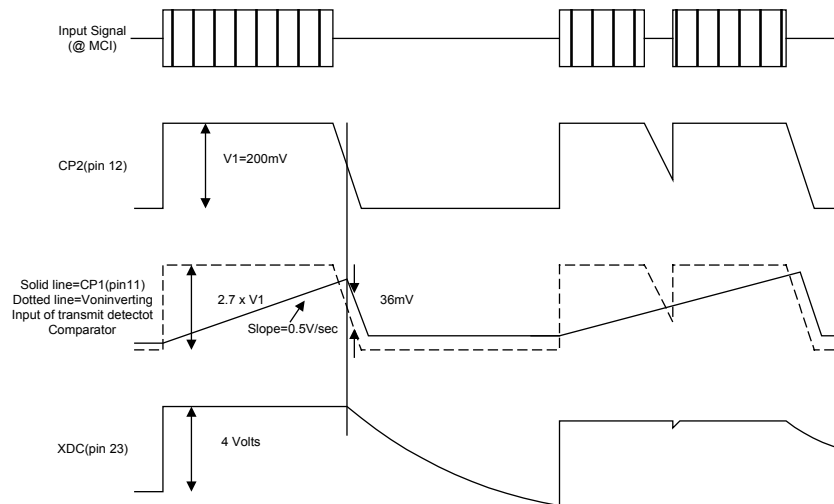 Input Signal
(@ MCI)
CP2(pin 12)
V1=200mV
Solid line=CP1(pin11)
Dotted line=Voninverting
Input of transmit detectot
Comparator
2.7 x V1
Slope=0.5V/sec
36mV
XDC(pin 23)
4 Volts